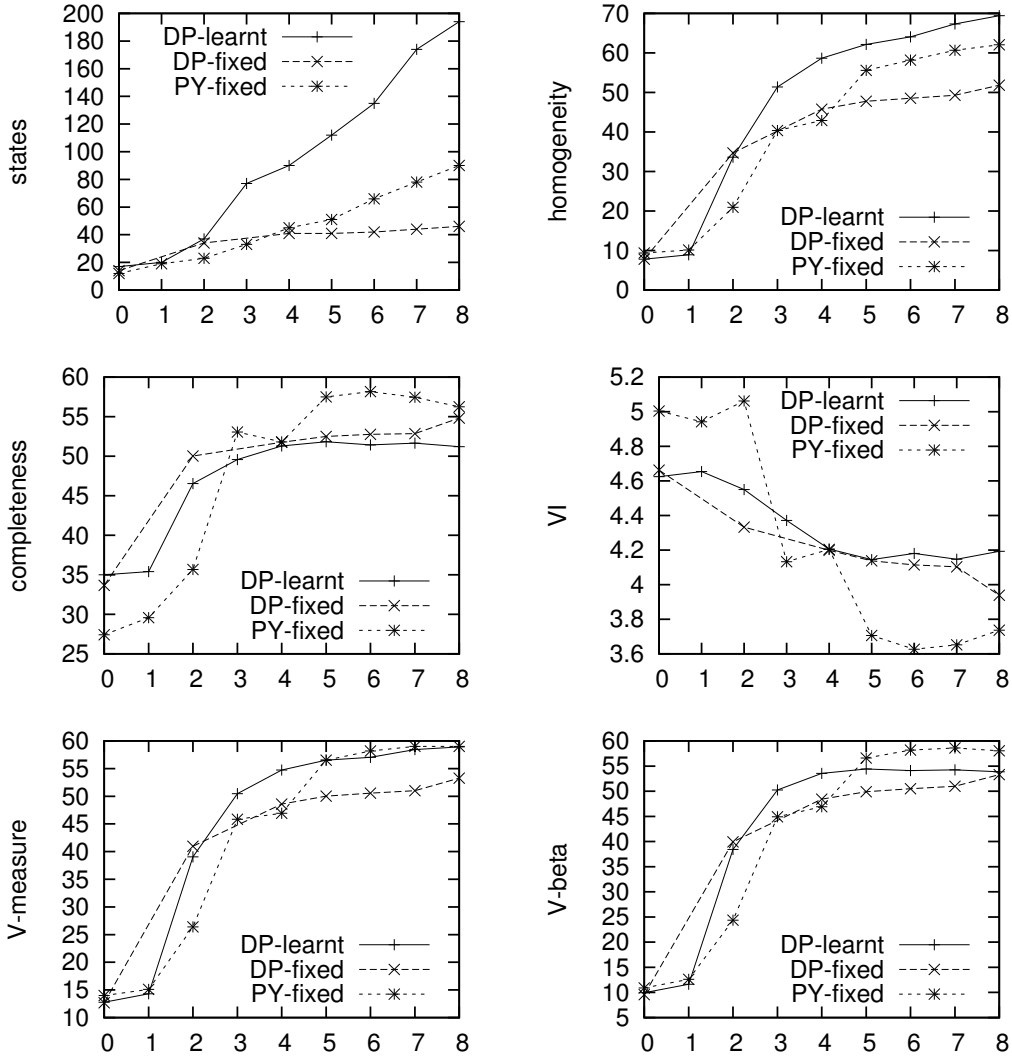 states
200
180
160
140
120
100
80
60
40
20
0
DP-learnt
DP-fixed
PY-fixed
0 1 2 3 4 5 6 7 8
homogeneity
70
60
50
40
30
20
10
0
DP-learnt
DP-fixed
PY-fixed
0 1 2 3 4 5 6 7 8
completeness
60
55
50
45
40
35
30
25
DP-learnt
DP-fixed
PY-fixed
0 1 2 3 4 5 6 7 8
VI
5.2
5
4.8
4.6
4.4
4.2
4
3.8
3.6
DP-learnt
DP-fixed
PY-fixed
0 1 2 3 4 5 6 7 8
V-measure
60
55
50
45
40
35
30
25
20
15
10
DP-learnt
DP-fixed
PY-fixed
0 1 2 3 4 5 6 7 8
V-beta
60
55
50
45
40
35
30
25
20
15
10
5
DP-learnt
DP-fixed
PY-fixed
0 1 2 3 4 5 6 7 8